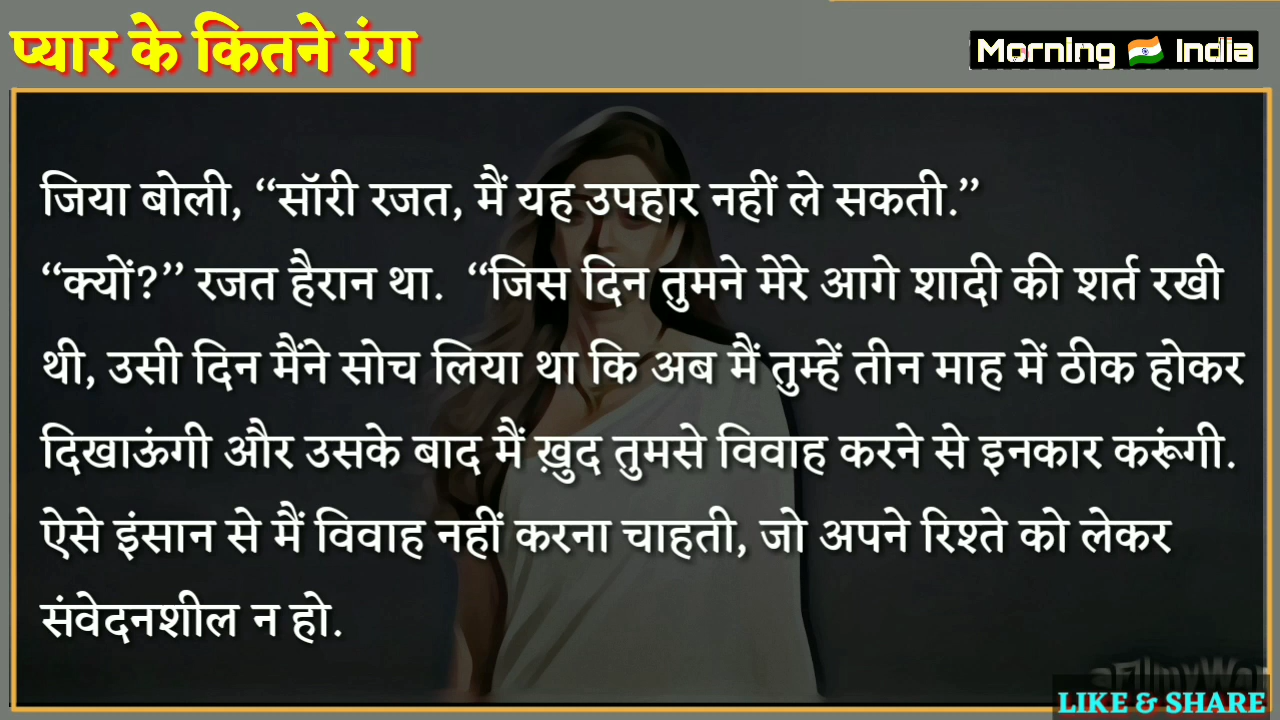 प्यार के कितने रंग
Morning India
जिया बोली, “सॉरी रजत, मैं यह उपहार नहीं ले सकती.”
“क्यों?” रजत हैरान था. “जिस दिन तुमने मेरे आगे शादी की शर्त रखी
थी, उसी दिन मैंने सोच लिया था कि अब मैं तुम्हें तीन माह में ठीक होकर
दिखाऊंगी और उसके बाद मैं ख़ुद तुमसे विवाह करने से इनकार करूंगी.
ऐसे इंसान से मैं विवाह नहीं करना चाहती, जो अपने रिश्ते को लेकर
संवेदनशील न हो.
LIKE & SHARE